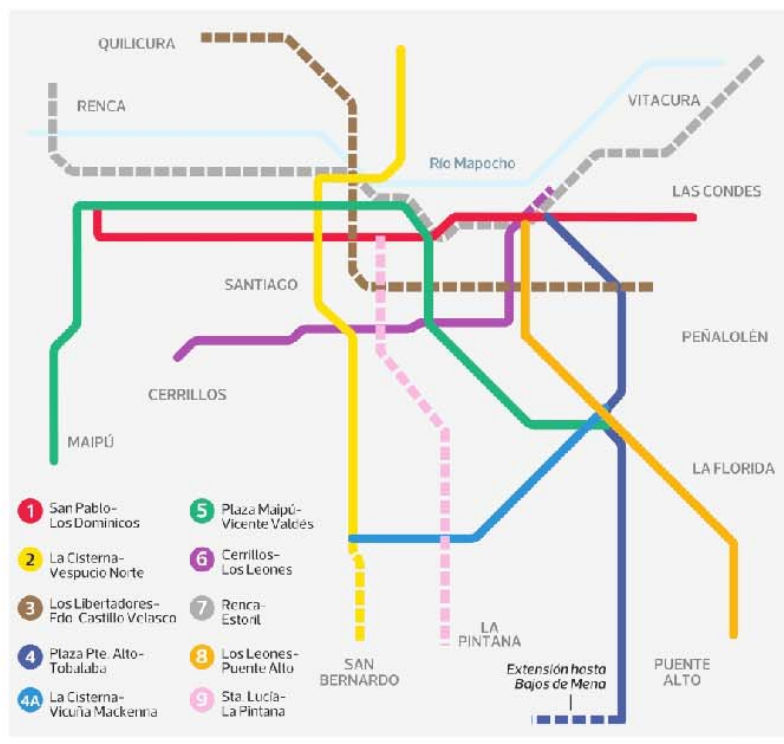 QUILICURA
RENCA
VITACURA
Río Mapocho
LAS CONDES
SANTIAGO
PEÑALOLÉN
CERRILLOS
MAIPÚ
LA FLORIDA
1 San Pablo-
Los Dominicos
2 La Cisterna-
Vespucio Norte
3 Los Libertadores-
Fdo. Castillo Velasco
4 Plaza Pte. Alto-
Tobalaba
4A La Cisterna-
Vicuña Mackenna
5 Plaza Maipú-
Vicente Valdés
6 Cerrillos-
Los Leones
7 Renca-
Estoril
8 Los Leones-
Puente Alto
9 Sta. Lucía-
La Pintana
SAN
BERNARDO
LA
PINTANA
Extensión hasta
Bajos de Mena
PUENTE
ALTO